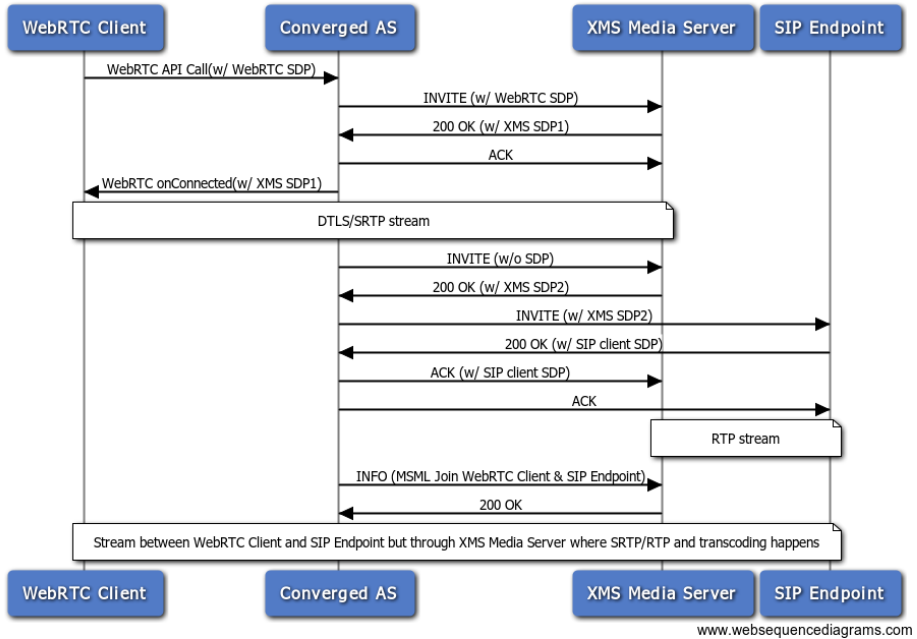 WebRTC Client
Converged AS
XMS Media Server
SIP Endpoint
WebRTC API Call(w/ WebRTC SDP)
INVITE (w/ WebRTC SDP)
200 OK (w/ XMS SDP1)
ACK
WebRTC onConnected(w/ XMS SDP1)
DTLS/SRTP stream
INVITE (w/o SDP)
200 OK (w/ XMS SDP2)
INVITE (w/ XMS SDP2)
200 OK (w/ SIP client SDP)
ACK (w/ SIP client SDP)
ACK
RTP stream
INFO (MSML Join WebRTC Client & SIP Endpoint)
200 OK
Stream between WebRTC Client and SIP Endpoint but through XMS Media Server where SRTP/RTP and transcoding happens
WebRTC Client
Converged AS
XMS Media Server
SIP Endpoint
www.websequencediagrams.com